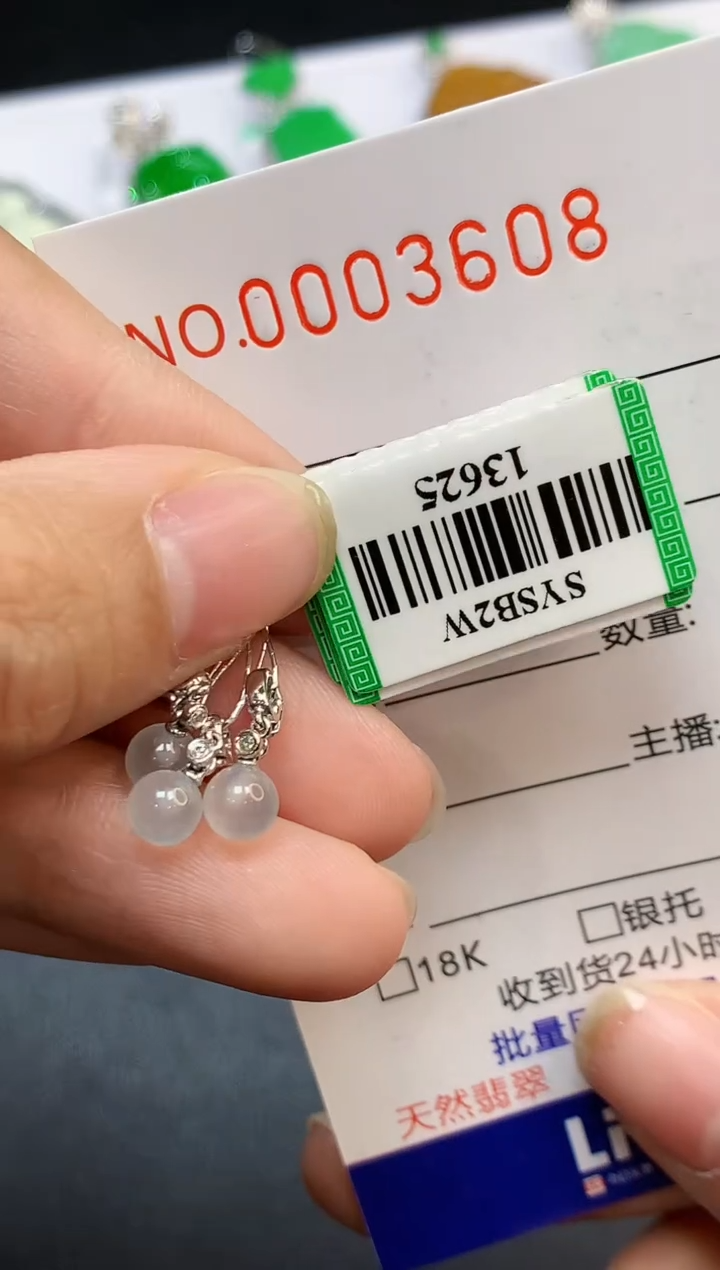 NO.0003608
13625
SYSB2W
数量:
主播:
□18K □银托
收到货24小时
批量
天然翡翠
Li